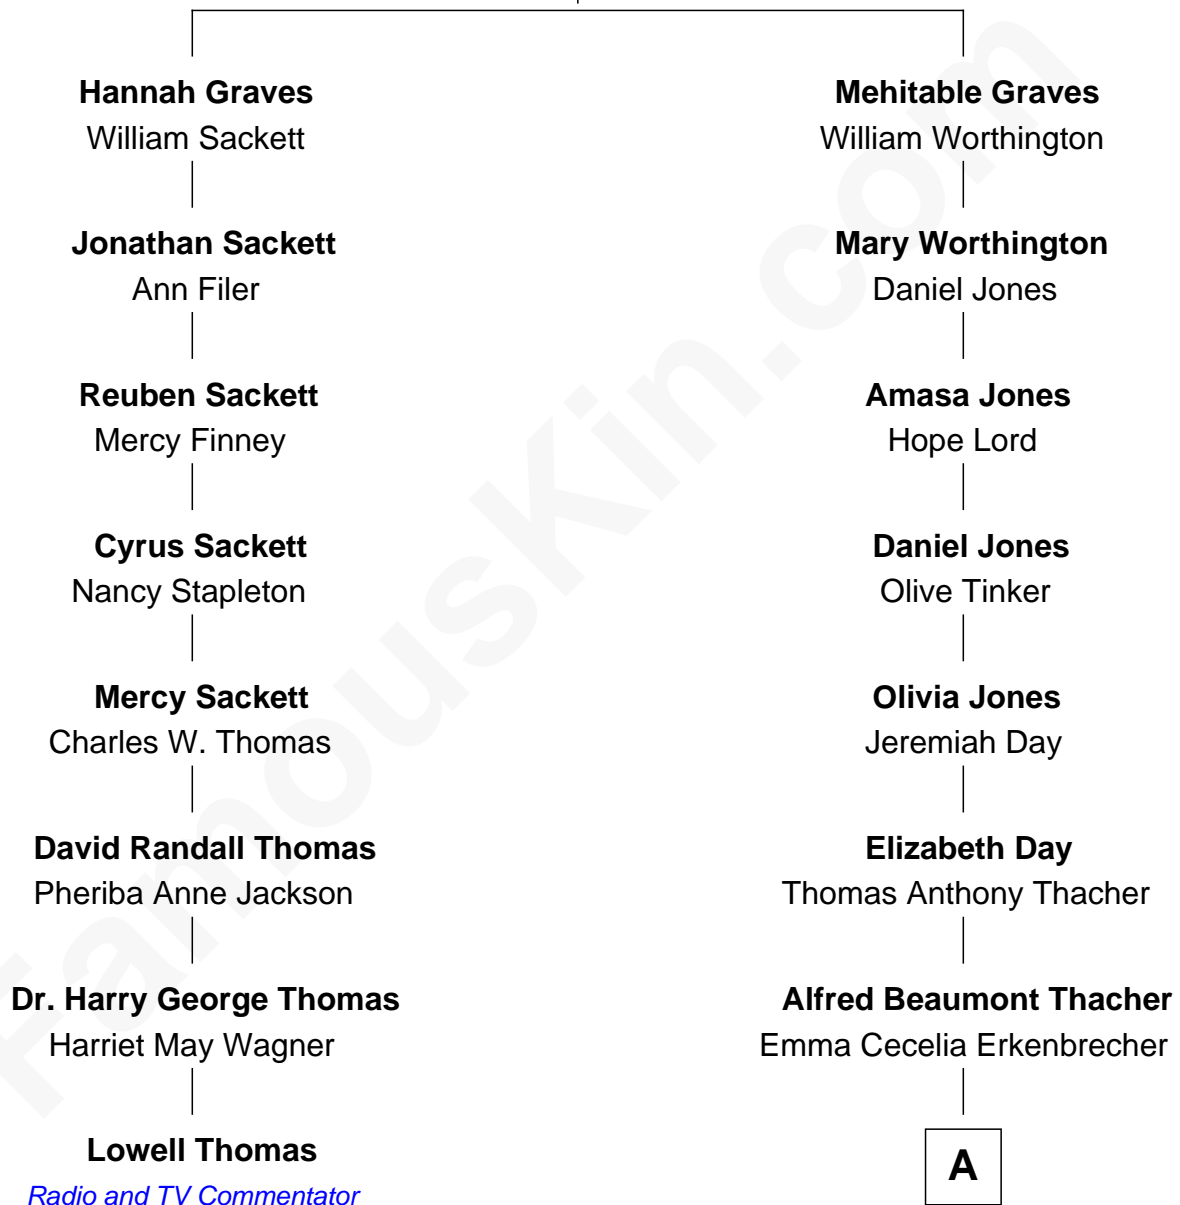 Hannah Graves
William Sackett
Jonathan Sackett
Ann Filer
Reuben Sackett
Mercy Finney
Cyrus Sackett
Nancy Stapleton
Mercy Sackett
Charles W. Thomas
David Randall Thomas
Pheriba Anne Jackson
Dr. Harry George Thomas
Harriet May Wagner
Lowell Thomas
Radio and TV Commentator
Mehitable Graves
William Worthington
Mary Worthington
Daniel Jones
Amasa Jones
Hope Lord
Daniel Jones
Olive Tinker
Olivia Jones
Jeremiah Day
Elizabeth Day
Thomas Anthony Thacher
Alfred Beaumont Thacher
Emma Cecelia Erkenbrecher
A
FamousKin.com